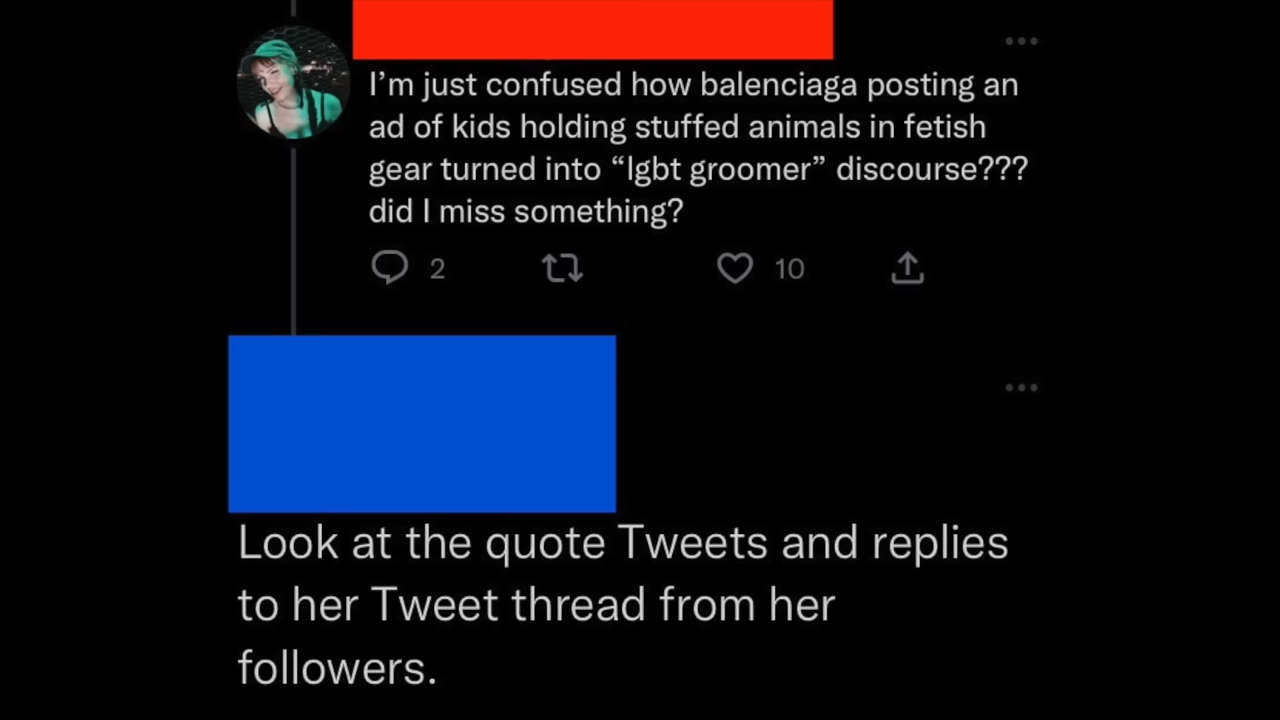 I’m just confused how balenciaga posting an
ad of kids holding stuffed animals in fetish
gear turned into “lgbt groomer” discourse???
did I miss something?
2 10
Look at the quote Tweets and replies
to her Tweet thread from her
followers.